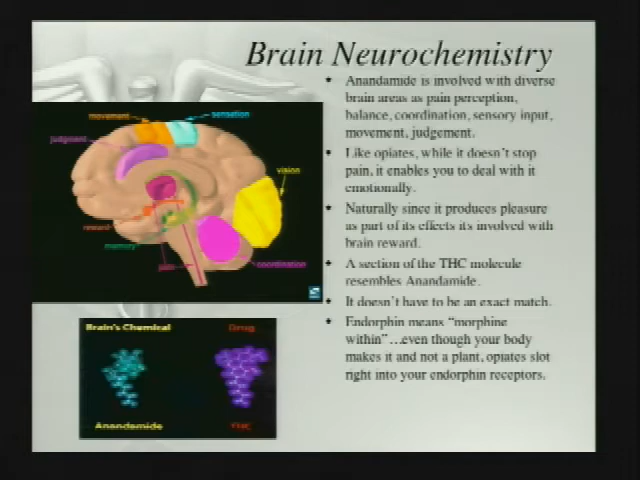 Brain Neurochemistry
Anandamide is involved with diverse
brain areas as pain perception,
balance, coordination, sensory input,
movement, judgement.
Like opiates, while it doesn't stop
pain, it enables you to deal with it
emotionally.
Naturally since it produces pleasure
as part of its effects its involved with
brain reward.
A section of the THC molecule
resembles Anandamide.
It doesn't have to be an exact match.
Endorphin means “morphine
within”…even though your body
makes it and not a plant, opiates slot
right into your endorphin receptors.
movement
sensation
judgment
vision
reward
memory
pain
coordination
Brain's Chemical
Drug
Anandamide
THC